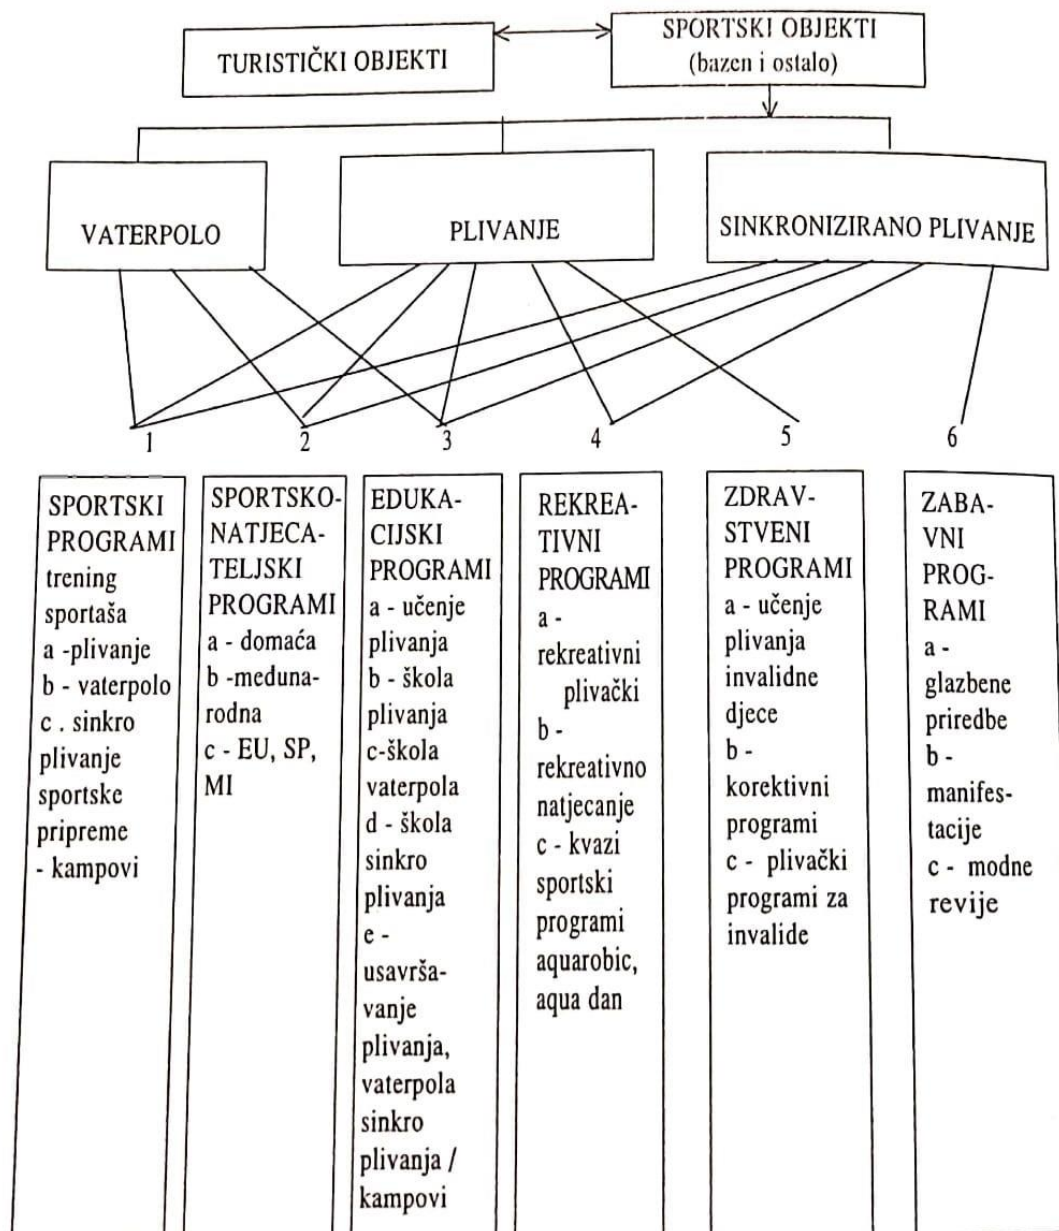 TURISTIČKI OBJEKTI
SPORTSKI OBJEKTI
(bazen i ostalo)
VATERPOLO
PLIVANJE
SINKRONIZIRANO PLIVANJE
1
2
3
4
5
6
SPORTSKI
PROGRAMI
trening
sportaša
a -plivanje
b - vaterpolo
c . sinkro
plivanje
sportske
pripreme
- kampovi
SPORTSKO-
NATJECA-
TELJSKI
PROGRAMI
a - domaća
b -međuna-
rodna
c - EU, SP,
MI
EDUKA-
CIJSKI
PROGRAMI
a - učenje
plivanja
b - škola
plivanja
c-škola
vaterpola
d - škola
sinkro
plivanja
e -
usavrša-
vanje
plivanja,
vaterpola
sinkro
plivanja /
kampovi
REKREA-
TIVNI
PROGRAMI
a -
rekreativni
plivački
b -
rekreativno
natjecanje
c - kvazi
sportski
programi
aquarobic,
aqua dan
ZDRAV-
STVENI
PROGRAMI
a - učenje
plivanja
invalidne
djece
b -
korektivni
programi
c - plivački
programi za
invalide
ZABA-
VNI
PROG-
RAMI
a -
glazbene
priredbe
b -
manifes-
tacije
c - modne
revije